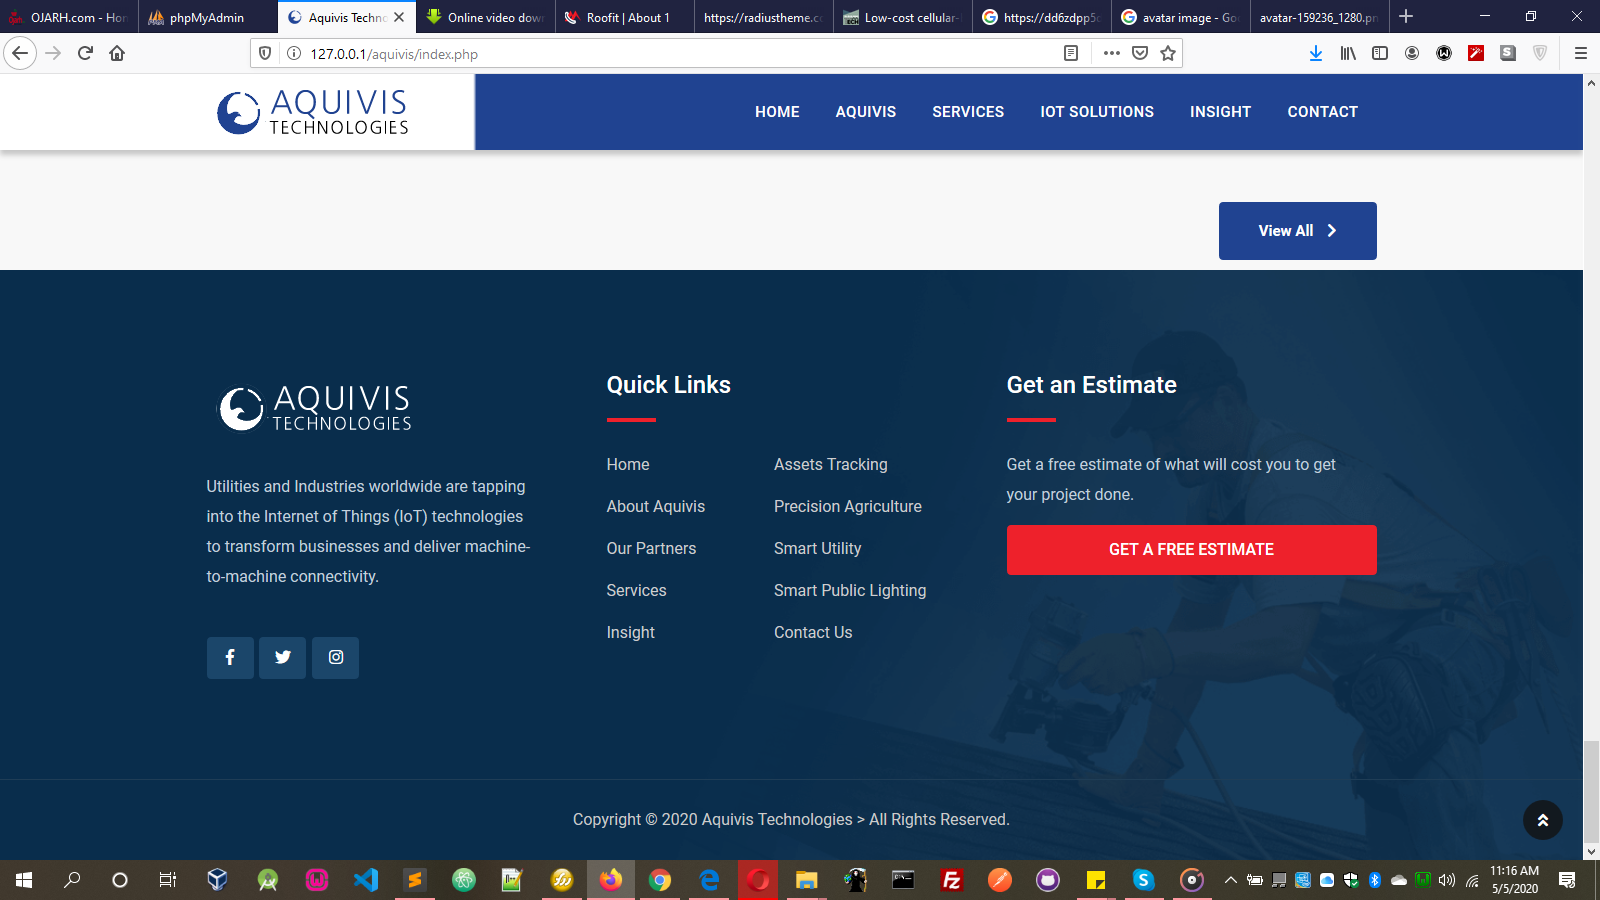 OJARH.com - Hon
phpMyAdmin
Aquivis Techno
Online video down
Roofit | About 1
https://radiustheme.co
Low-cost cellular-
https://dd6zdpp5c
avatar image - Goo
avatar-159236_1280.pn
127.0.0.1/aquivis/index.php
AQUIVIS
TECHNOLOGIES
HOME
AQUIVIS
SERVICES
IOT SOLUTIONS
INSIGHT
CONTACT
View All
AQUIVIS
TECHNOLOGIES
Utilities and Industries worldwide are tapping
into the Internet of Things (IoT) technologies
to transform businesses and deliver machine-
to-machine connectivity.
Quick Links
Home
About Aquivis
Our Partners
Services
Insight
Assets Tracking
Precision Agriculture
Smart Utility
Smart Public Lighting
Contact Us
Get an Estimate
Get a free estimate of what will cost you to get
your project done.
GET A FREE ESTIMATE
Copyright © 2020 Aquivis Technologies > All Rights Reserved.
11:16 AM
5/5/2020